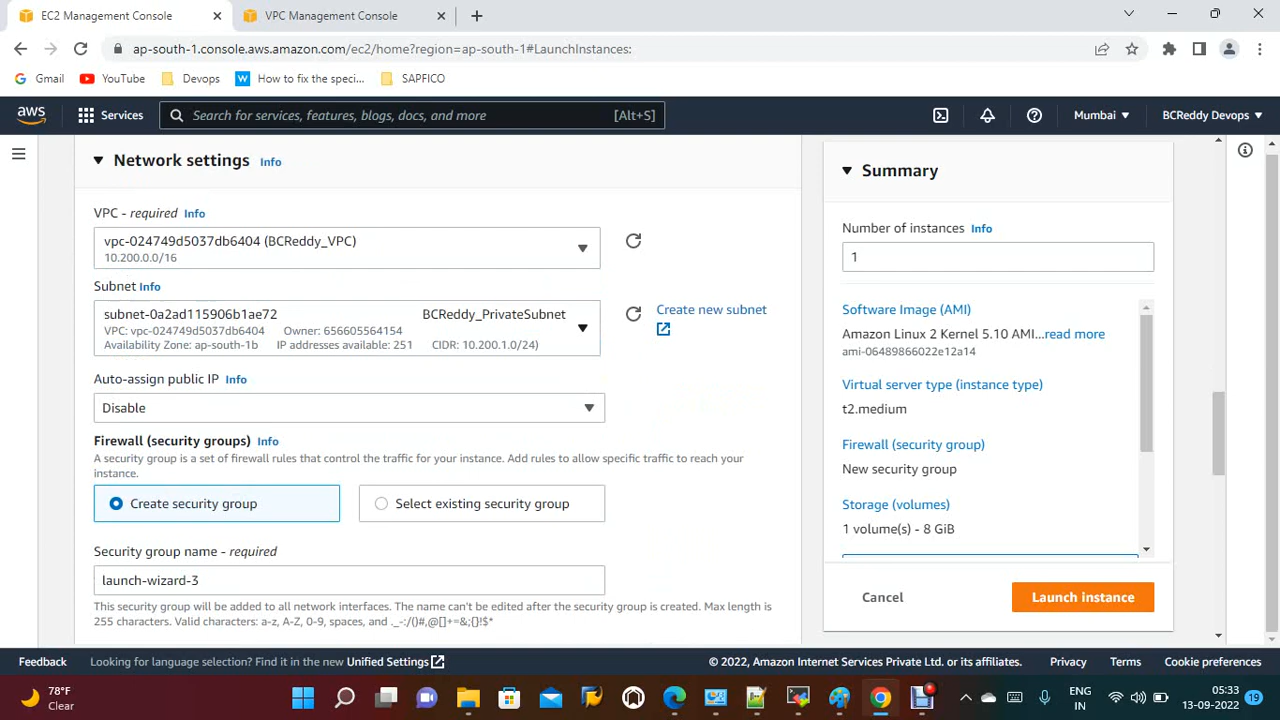 EC2 Management Console
VPC Management Console
ap-south-1.console.aws.amazon.com/ec2/home?region=ap-south-1#LaunchInstances:
Gmail
YouTube
Devops
How to fix the speci...
SAPFICO
aws
Services
Search for services, features, blogs, docs, and more
[Alt+S]
Mumbai
BCReddy Devops
Network settings Info
VPC - required Info
vpc-024749d5037db6404 (BCReddy_VPC)
10.200.0.0/16
Subnet Info
subnet-0a2ad115906b1ae72 BCReddy_PrivateSubnet
VPC: vpc-024749d5037db6404 Owner: 656605564154
Availability Zone: ap-south-1b IP addresses available: 251 CIDR: 10.200.1.0/24)
Create new subnet
Auto-assign public IP Info
Disable
Firewall (security groups) Info
A security group is a set of firewall rules that control the traffic for your instance. Add rules to allow specific traffic to reach your
instance.
Create security group
Select existing security group
Security group name - required
launch-wizard-3
This security group will be added to all network interfaces. The name can't be edited after the security group is created. Max length is
255 characters. Valid characters: a-z, A-Z, 0-9, spaces, and ._-:/()#,@[]+=&;{}!$*
Summary
Number of instances Info
1
Software Image (AMI)
Amazon Linux 2 Kernel 5.10 AMI...read more
ami-06489866022e12a14
Virtual server type (instance type)
t2.medium
Firewall (security group)
New security group
Storage (volumes)
1 volume(s) - 8 GiB
Cancel
Launch instance
Feedback
Looking for language selection? Find it in the new Unified Settings
© 2022, Amazon Internet Services Private Ltd. or its affiliates.
Privacy
Terms
Cookie preferences
78°F
Clear
ENG
IN
05:33
13-09-2022
19